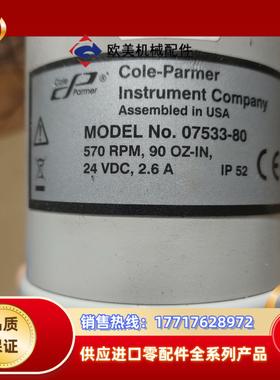 欧美机械配件
Cole
Parmer
®
Cole-Parmer
Instrument Company
Assembled in USA
MODEL No. 07533-80
570 RPM, 90 OZ-IN,
24 VDC, 2.6 A
IP 52
品质
保证
销售热线: 17717628972
供应进口零配件全系列产品